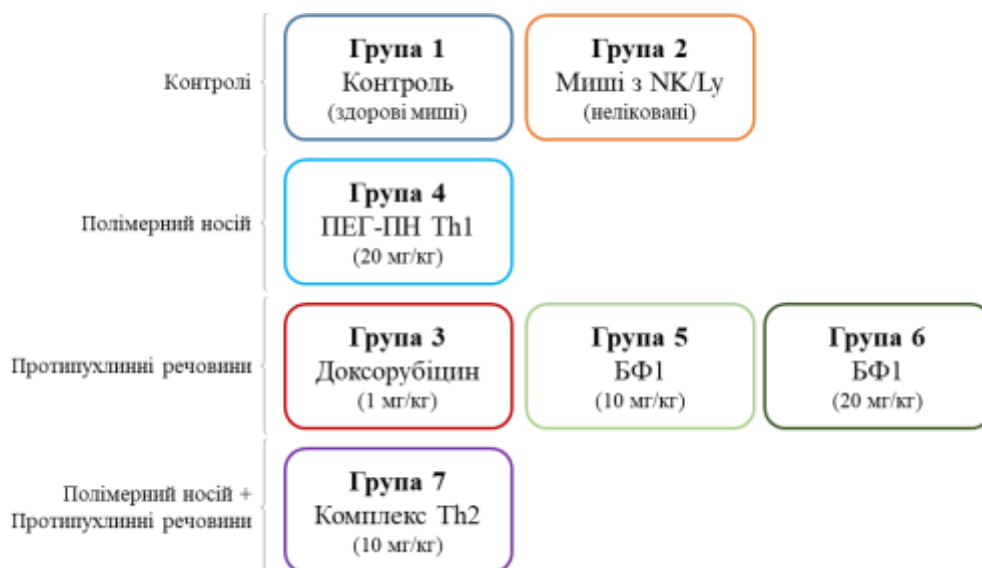 Контролі
Група 1
Контроль
(здорові миші)
Група 2
Миші з NK/Ly
(неліковані)
Полімерний носій
Група 4
ПЕГ-ПН Th1
(20 мг/кг)
Протипухлинні речовини
Група 3
Доксорубіцин
(1 мг/кг)
Група 5
БФ1
(10 мг/кг)
Група 6
БФ1
(20 мг/кг)
Полімерний носій +
Протипухлинні речовини
Група 7
Комплекс Th2
(10 мг/кг)